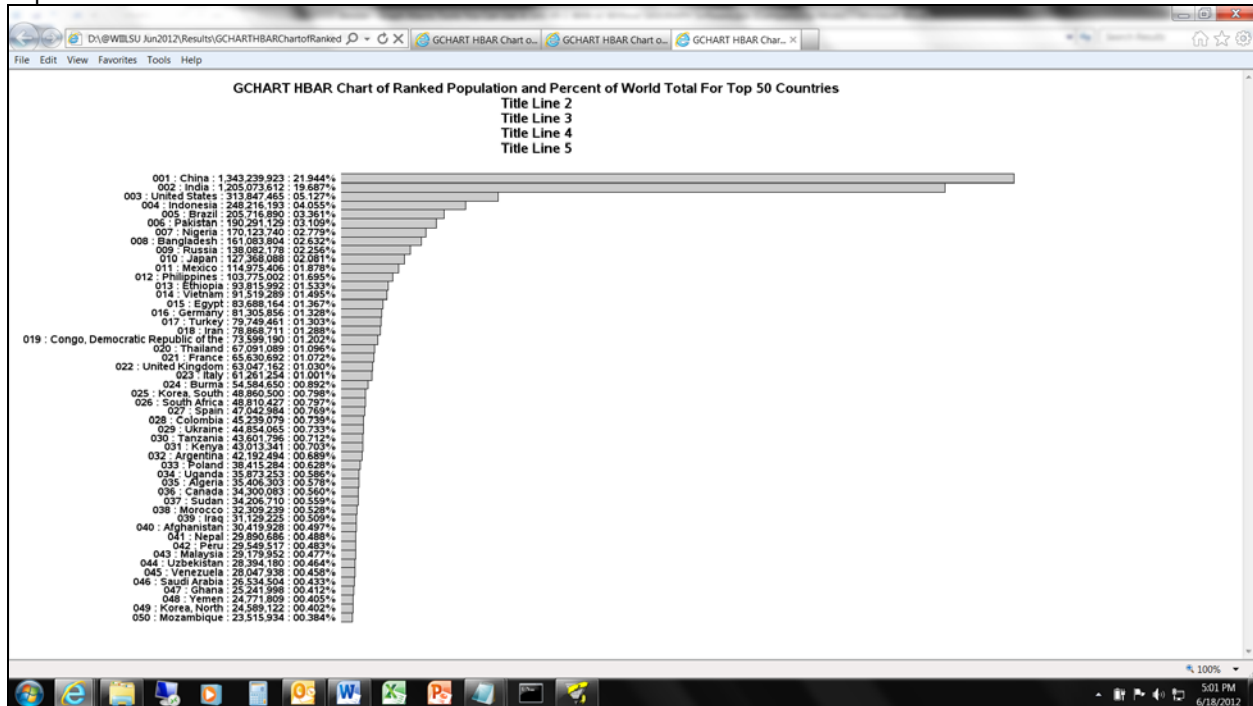 D:\@WIILSU Jun2012\Results\GCHARTHBARChartofRanked
GCHART HBAR Chart o...
GCHART HBAR Chart o...
GCHART HBAR Char...
File Edit View Favorites Tools Help
GCHART HBAR Chart of Ranked Population and Percent of World Total For Top 50 Countries
Title Line 2
Title Line 3
Title Line 4
Title Line 5
001 : China : 1,343,239,923 : 21.944%
002 : India : 1,205,073,612 : 19.687%
003 : United States : 313,847,465 : 05.127%
004 : Indonesia : 248,216,193 : 04.055%
005 : Brazil : 205,716,890 : 03.361%
006 : Pakistan : 190,291,129 : 03.109%
007 : Nigeria : 170,123,740 : 02.779%
008 : Bangladesh : 161,083,804 : 02.632%
009 : Russia : 138,082,178 : 02.256%
010 : Japan : 127,368,088 : 02.081%
011 : Mexico : 114,975,406 : 01.878%
012 : Philippines : 103,775,002 : 01.695%
013 : Ethiopia : 93,815,992 : 01.533%
014 : Vietnam : 91,519,289 : 01.495%
015 : Egypt : 83,688,164 : 01.367%
016 : Germany : 81,305,856 : 01.328%
017 : Turkey : 79,749,461 : 01.303%
018 : Iran : 78,868,711 : 01.288%
019 : Congo, Democratic Republic of the : 73,599,190 : 01.202%
020 : Thailand : 67,091,089 : 01.096%
021 : France : 65,630,692 : 01.072%
022 : United Kingdom : 63,047,162 : 01.030%
023 : Italy : 61,261,254 : 01.001%
024 : Burma : 54,584,650 : 00.892%
025 : Korea, South : 48,860,500 : 00.798%
026 : South Africa : 48,810,427 : 00.797%
027 : Spain : 47,042,984 : 00.769%
028 : Colombia : 45,239,079 : 00.739%
029 : Ukraine : 44,854,065 : 00.733%
030 : Tanzania : 43,601,796 : 00.712%
031 : Kenya : 43,013,341 : 00.703%
032 : Argentina : 42,192,494 : 00.689%
033 : Poland : 38,415,284 : 00.628%
034 : Uganda : 35,873,253 : 00.586%
035 : Algeria : 35,406,303 : 00.578%
036 : Canada : 34,300,083 : 00.560%
037 : Sudan : 34,206,710 : 00.559%
038 : Morocco : 32,309,239 : 00.528%
039 : Iraq : 31,129,225 : 00.509%
040 : Afghanistan : 30,419,928 : 00.497%
041 : Nepal : 29,890,686 : 00.488%
042 : Peru : 29,549,517 : 00.483%
043 : Malaysia : 29,179,952 : 00.477%
044 : Uzbekistan : 28,394,180 : 00.464%
045 : Venezuela : 28,047,938 : 00.458%
046 : Saudi Arabia : 26,534,504 : 00.433%
047 : Ghana : 25,241,998 : 00.412%
048 : Yemen : 24,771,809 : 00.405%
049 : Korea, North : 24,589,122 : 00.402%
050 : Mozambique : 23,515,934 : 00.384%
100%
5:01 PM
6/18/2012